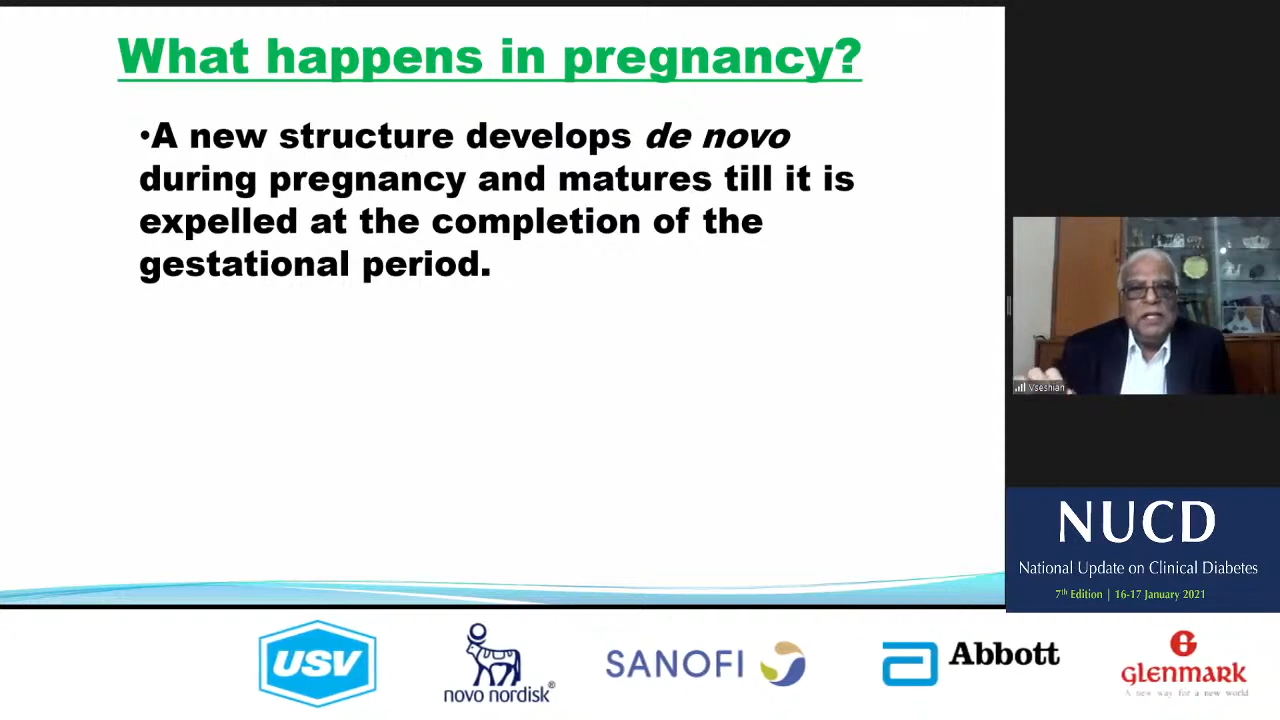 What happens in pregnancy?
•A new structure develops de novo
during pregnancy and matures till it is
expelled at the completion of the
gestational period.
Vseshian
NUCD
National Update on Clinical Diabetes
7th Edition | 16-17 January 2021
USV
novo nordisk®
SANOFI
Abbott
G
GLENMARK
A new way for a new world